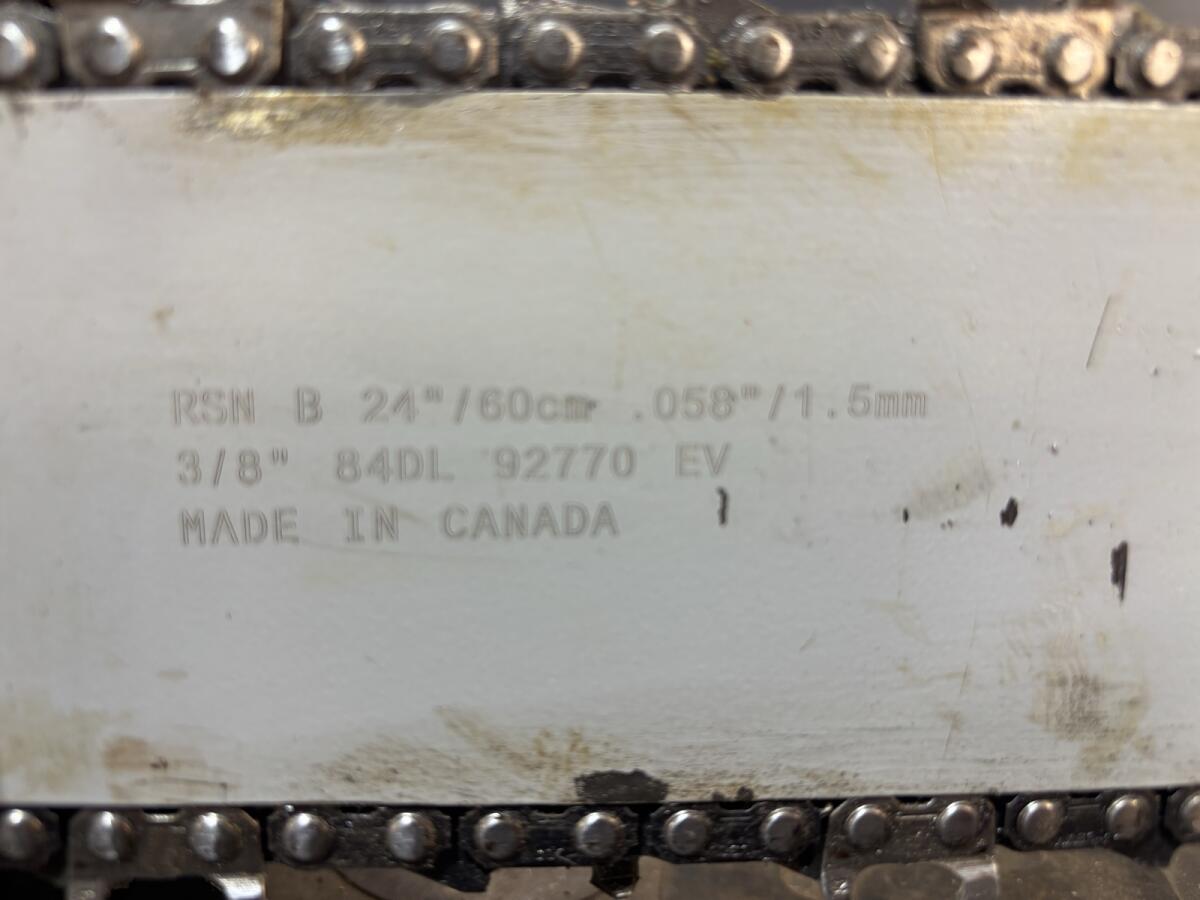 RSN B 24"/60cm .058"/1.5mm
3/8" 84DL 92770 EV
MADE IN CANADA